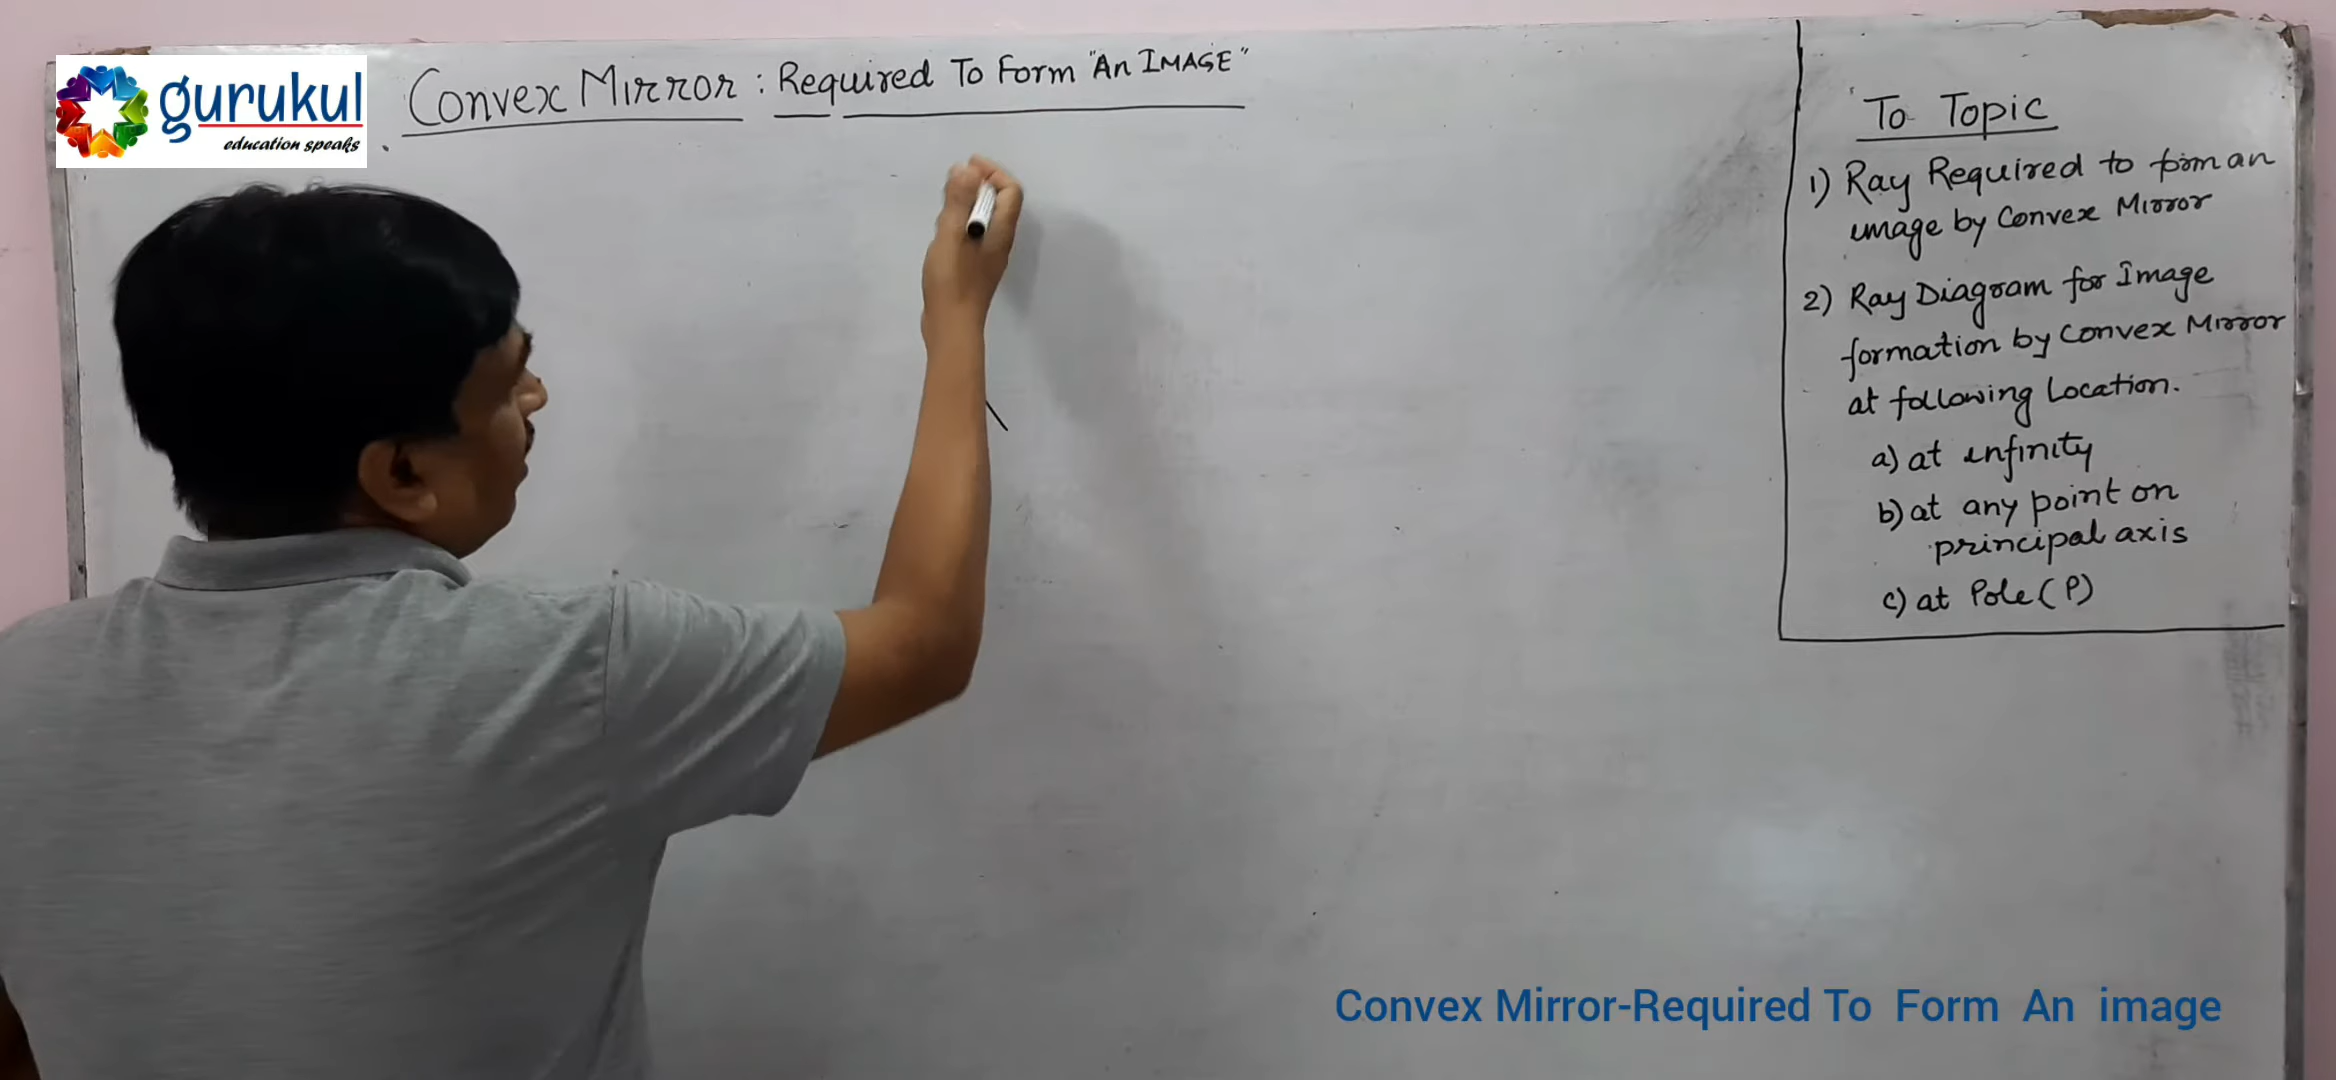 gurukul
education speaks
Convex Mirror : Required To Form "An IMAGE"
To Topic
1) Ray Required to form an
image by Convex Mirror
2) Ray Diagram for Image
formation by Convex Mirror
at following Location.
a) at infinity
b) at any point on
principal axis
c) at Pole (P)
Convex Mirror-Required To Form An image